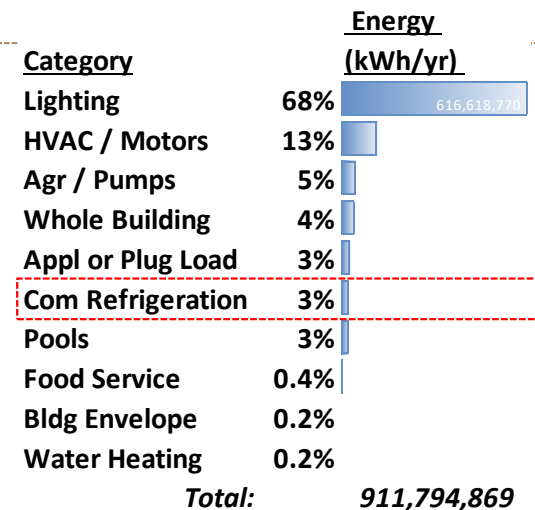 Energy
Category (kWh/yr)
Lighting 68% 616,618,770
HVAC / Motors 13%
Agr / Pumps 5%
Whole Building 4%
Appl or Plug Load 3%
Com Refrigeration 3%
Pools 3%
Food Service 0.4%
Bldg Envelope 0.2%
Water Heating 0.2%
Total: 911,794,869